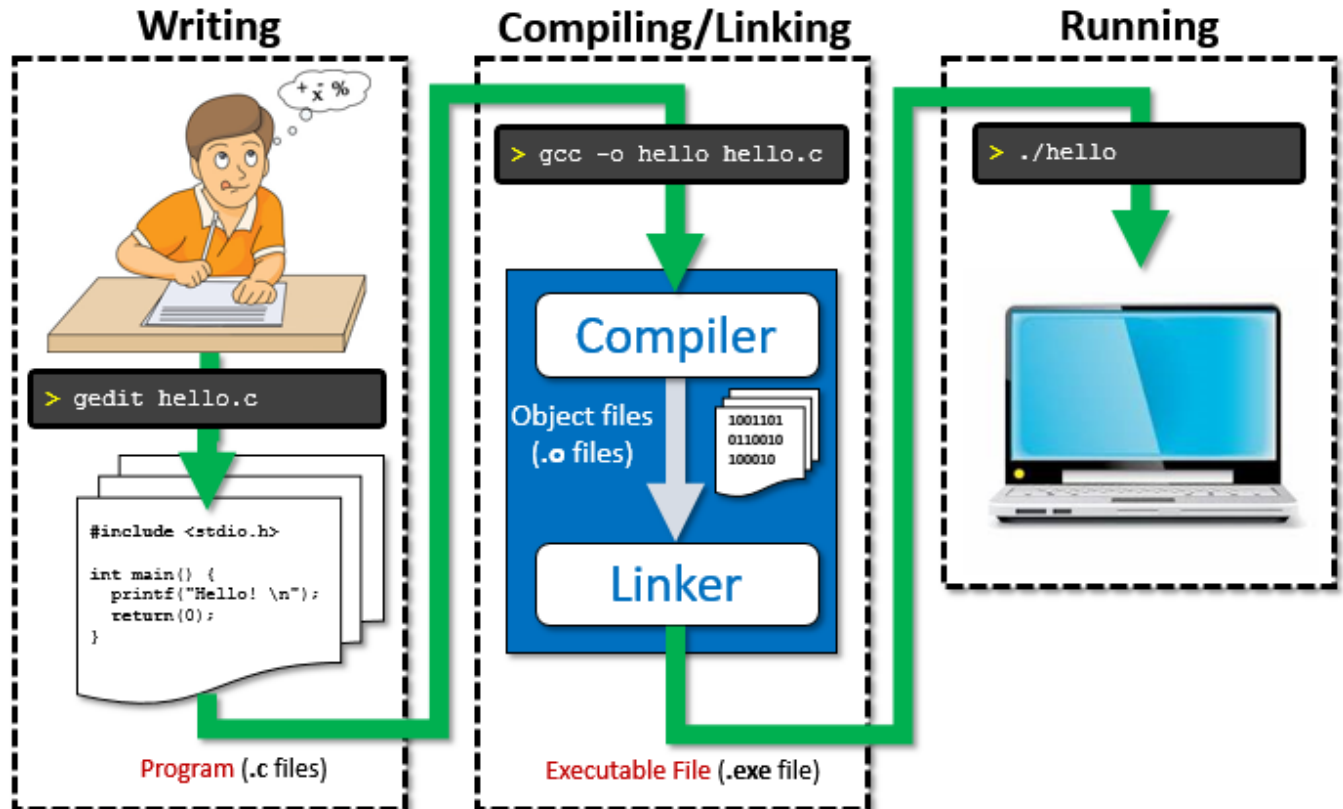 Writing
+ - x %
> gedit hello.c
#include <stdio.h>
int main() {
printf("Hello! \n");
return(0);
}
Program (.c files)
Compiling/Linking
> gcc -o hello hello.c
Compiler
Object files
(.o files)
1001101
0110010
100010
Linker
Executable File (.exe file)
Running
> ./hello